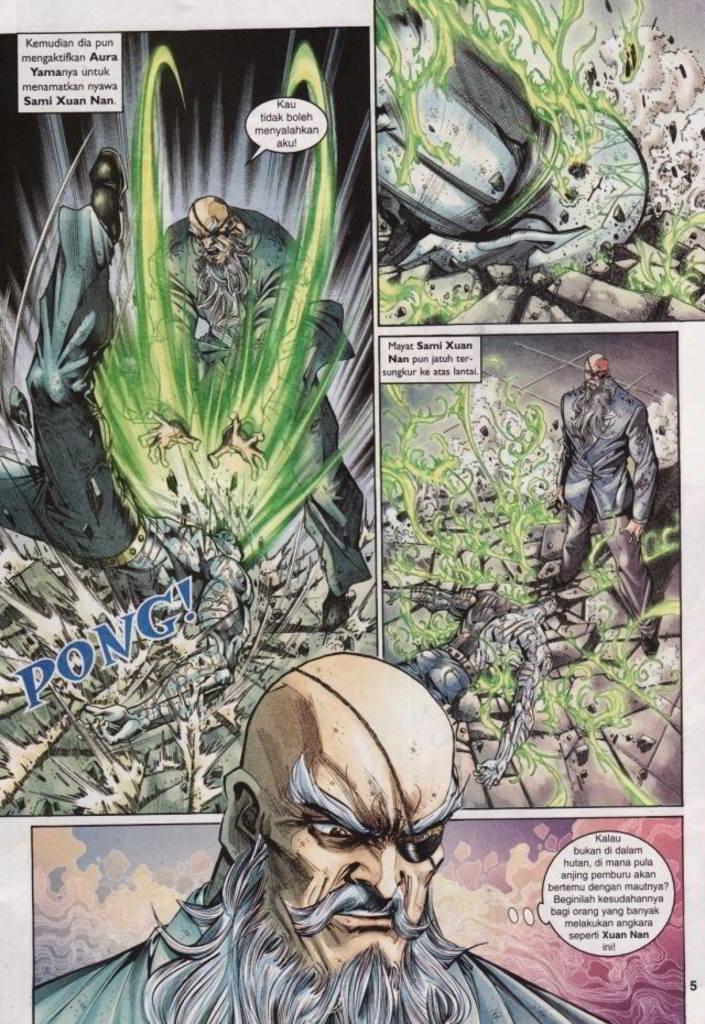 Kemudian dia pun
mengaktifkan Aura
Yamanya untuk
menamatkan nyawa
Sami Xuan Nan.
Kau
tidak boleh
menyalahkan
aku!
PONG!
Mayat Sami Xuan
Nan pun jatuh ter-
sungkur ke atas lantai.
Kalau
bukan di dalam
hutan, di mana pula
anjing pemburu akan
bertemu dengan mautnya?
Beginilah kesudahannya
bagi orang yang banyak
melakukan angkara
seperti Xuan Nan
ini!
5